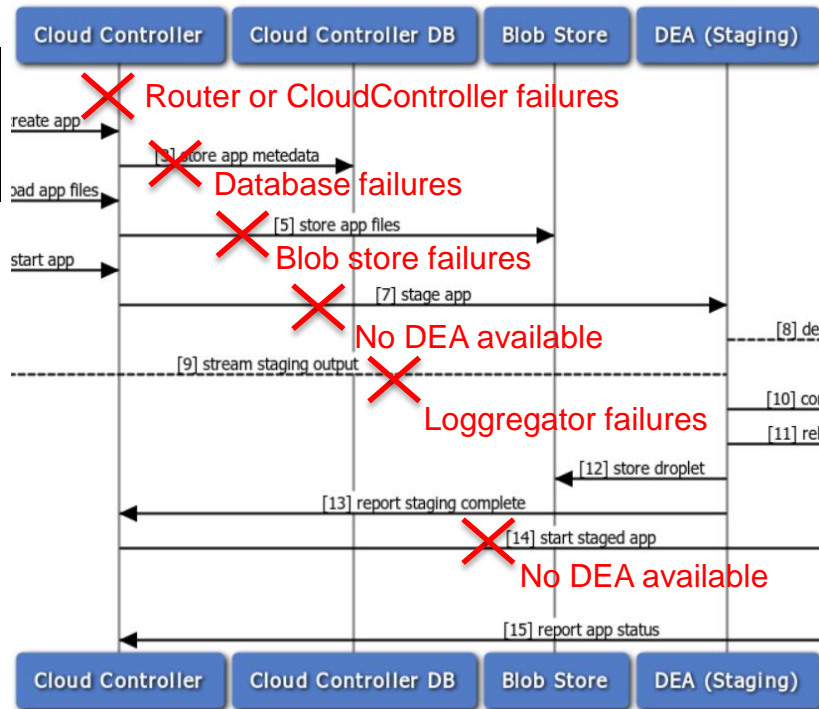 Cloud Controller
Cloud Controller DB
Blob Store
DEA (Staging)
Router or CloudController failures
create app
[3] store app metedata
Database failures
oad app files
[5] store app files
Blob store failures
start app
[7] stage app
No DEA available
[8] de
[9] stream staging output
Loggregator failures
[10] con
[11] rel
[12] store droplet
[13] report staging complete
[14] start staged app
No DEA available
[15] report app status
Cloud Controller
Cloud Controller DB
Blob Store
DEA (Staging)